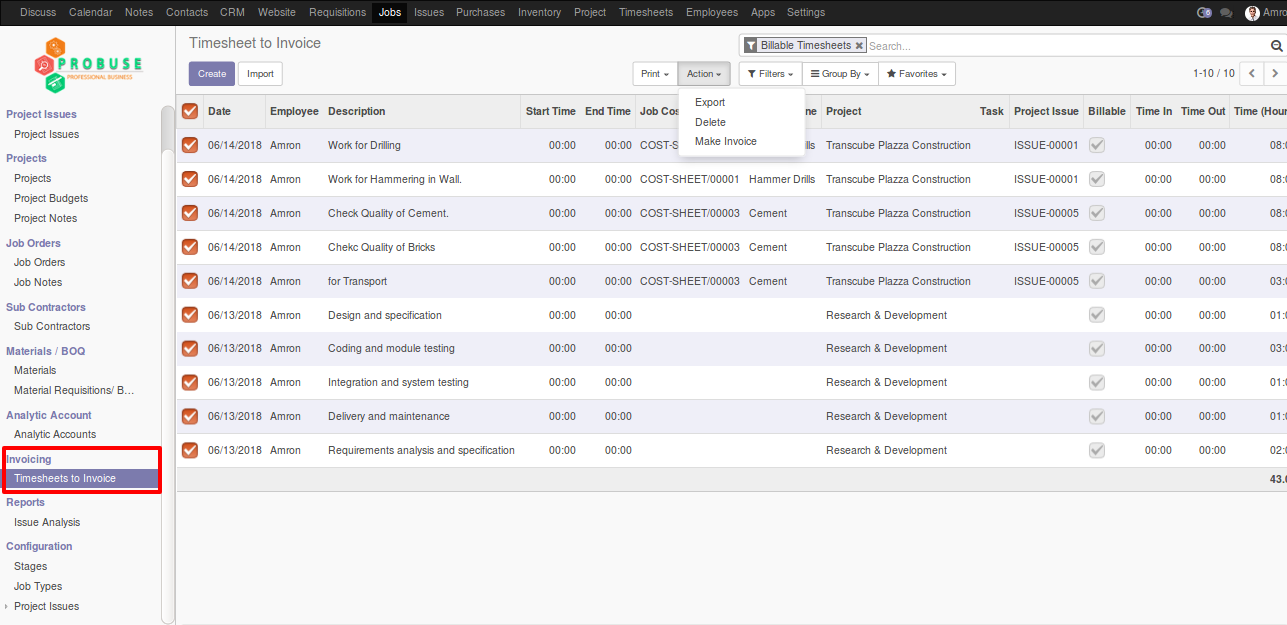 Discuss Calendar Notes Contacts CRM Website Requisitions Jobs Issues Purchases Inventory Project Timesheets Employees Apps Settings Amro
PROBUSE
PROFESSIONAL BUSINESS
Timesheet to Invoice
Billable Timesheets × Search...
Create Import Print Action Filters Group By Favorites 1-10 / 10
Export
Delete
Make Invoice
Project Issues
Project Issues
Projects
Projects
Project Budgets
Project Notes
Job Orders
Job Orders
Job Notes
Sub Contractors
Sub Contractors
Materials / BOQ
Materials
Material Requisitions/ B...
Analytic Account
Analytic Accounts
Invoicing
Timesheets to Invoice
Reports
Issue Analysis
Configuration
Stages
Job Types
Project Issues
Date Employee Description Start Time End Time Job Cos ne Project Task Project Issue Billable Time In Time Out Time (Hour
06/14/2018 Amron Work for Drilling 00:00 00:00 COST-S lls Transcube Plazza Construction ISSUE-00001 00:00 00:00 08:0
06/14/2018 Amron Work for Hammering in Wall. 00:00 00:00 COST-SHEET/00001 Hammer Drills Transcube Plazza Construction ISSUE-00001 00:00 00:00 08:0
06/14/2018 Amron Check Quality of Cement. 00:00 00:00 COST-SHEET/00003 Cement Transcube Plazza Construction ISSUE-00005 00:00 00:00 08:0
06/14/2018 Amron Chekc Quality of Bricks 00:00 00:00 COST-SHEET/00003 Cement Transcube Plazza Construction ISSUE-00005 00:00 00:00 08:0
06/14/2018 Amron for Transport 00:00 00:00 COST-SHEET/00003 Cement Transcube Plazza Construction ISSUE-00005 00:00 00:00 03:0
06/13/2018 Amron Design and specification 00:00 00:00 Research & Development 00:00 00:00 01:0
06/13/2018 Amron Coding and module testing 00:00 00:00 Research & Development 00:00 00:00 03:0
06/13/2018 Amron Integration and system testing 00:00 00:00 Research & Development 00:00 00:00 01:0
06/13/2018 Amron Delivery and maintenance 00:00 00:00 Research & Development 00:00 00:00 01:0
06/13/2018 Amron Requirements analysis and specification 00:00 00:00 Research & Development 00:00 00:00 02:0
43.0